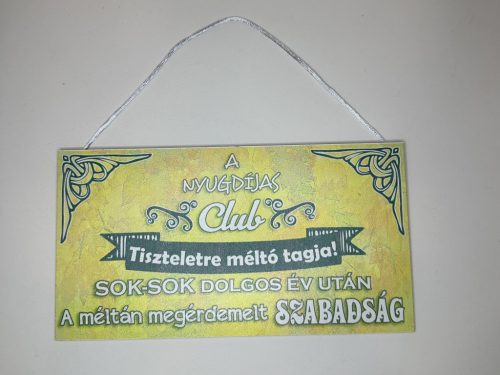 A
NYUGDÍJAS
Club
Tiszteletre méltó tagja!
SOK-SOK DOLGOS ÉV UTÁN
A méltán megérdemelt SZABADSÁG